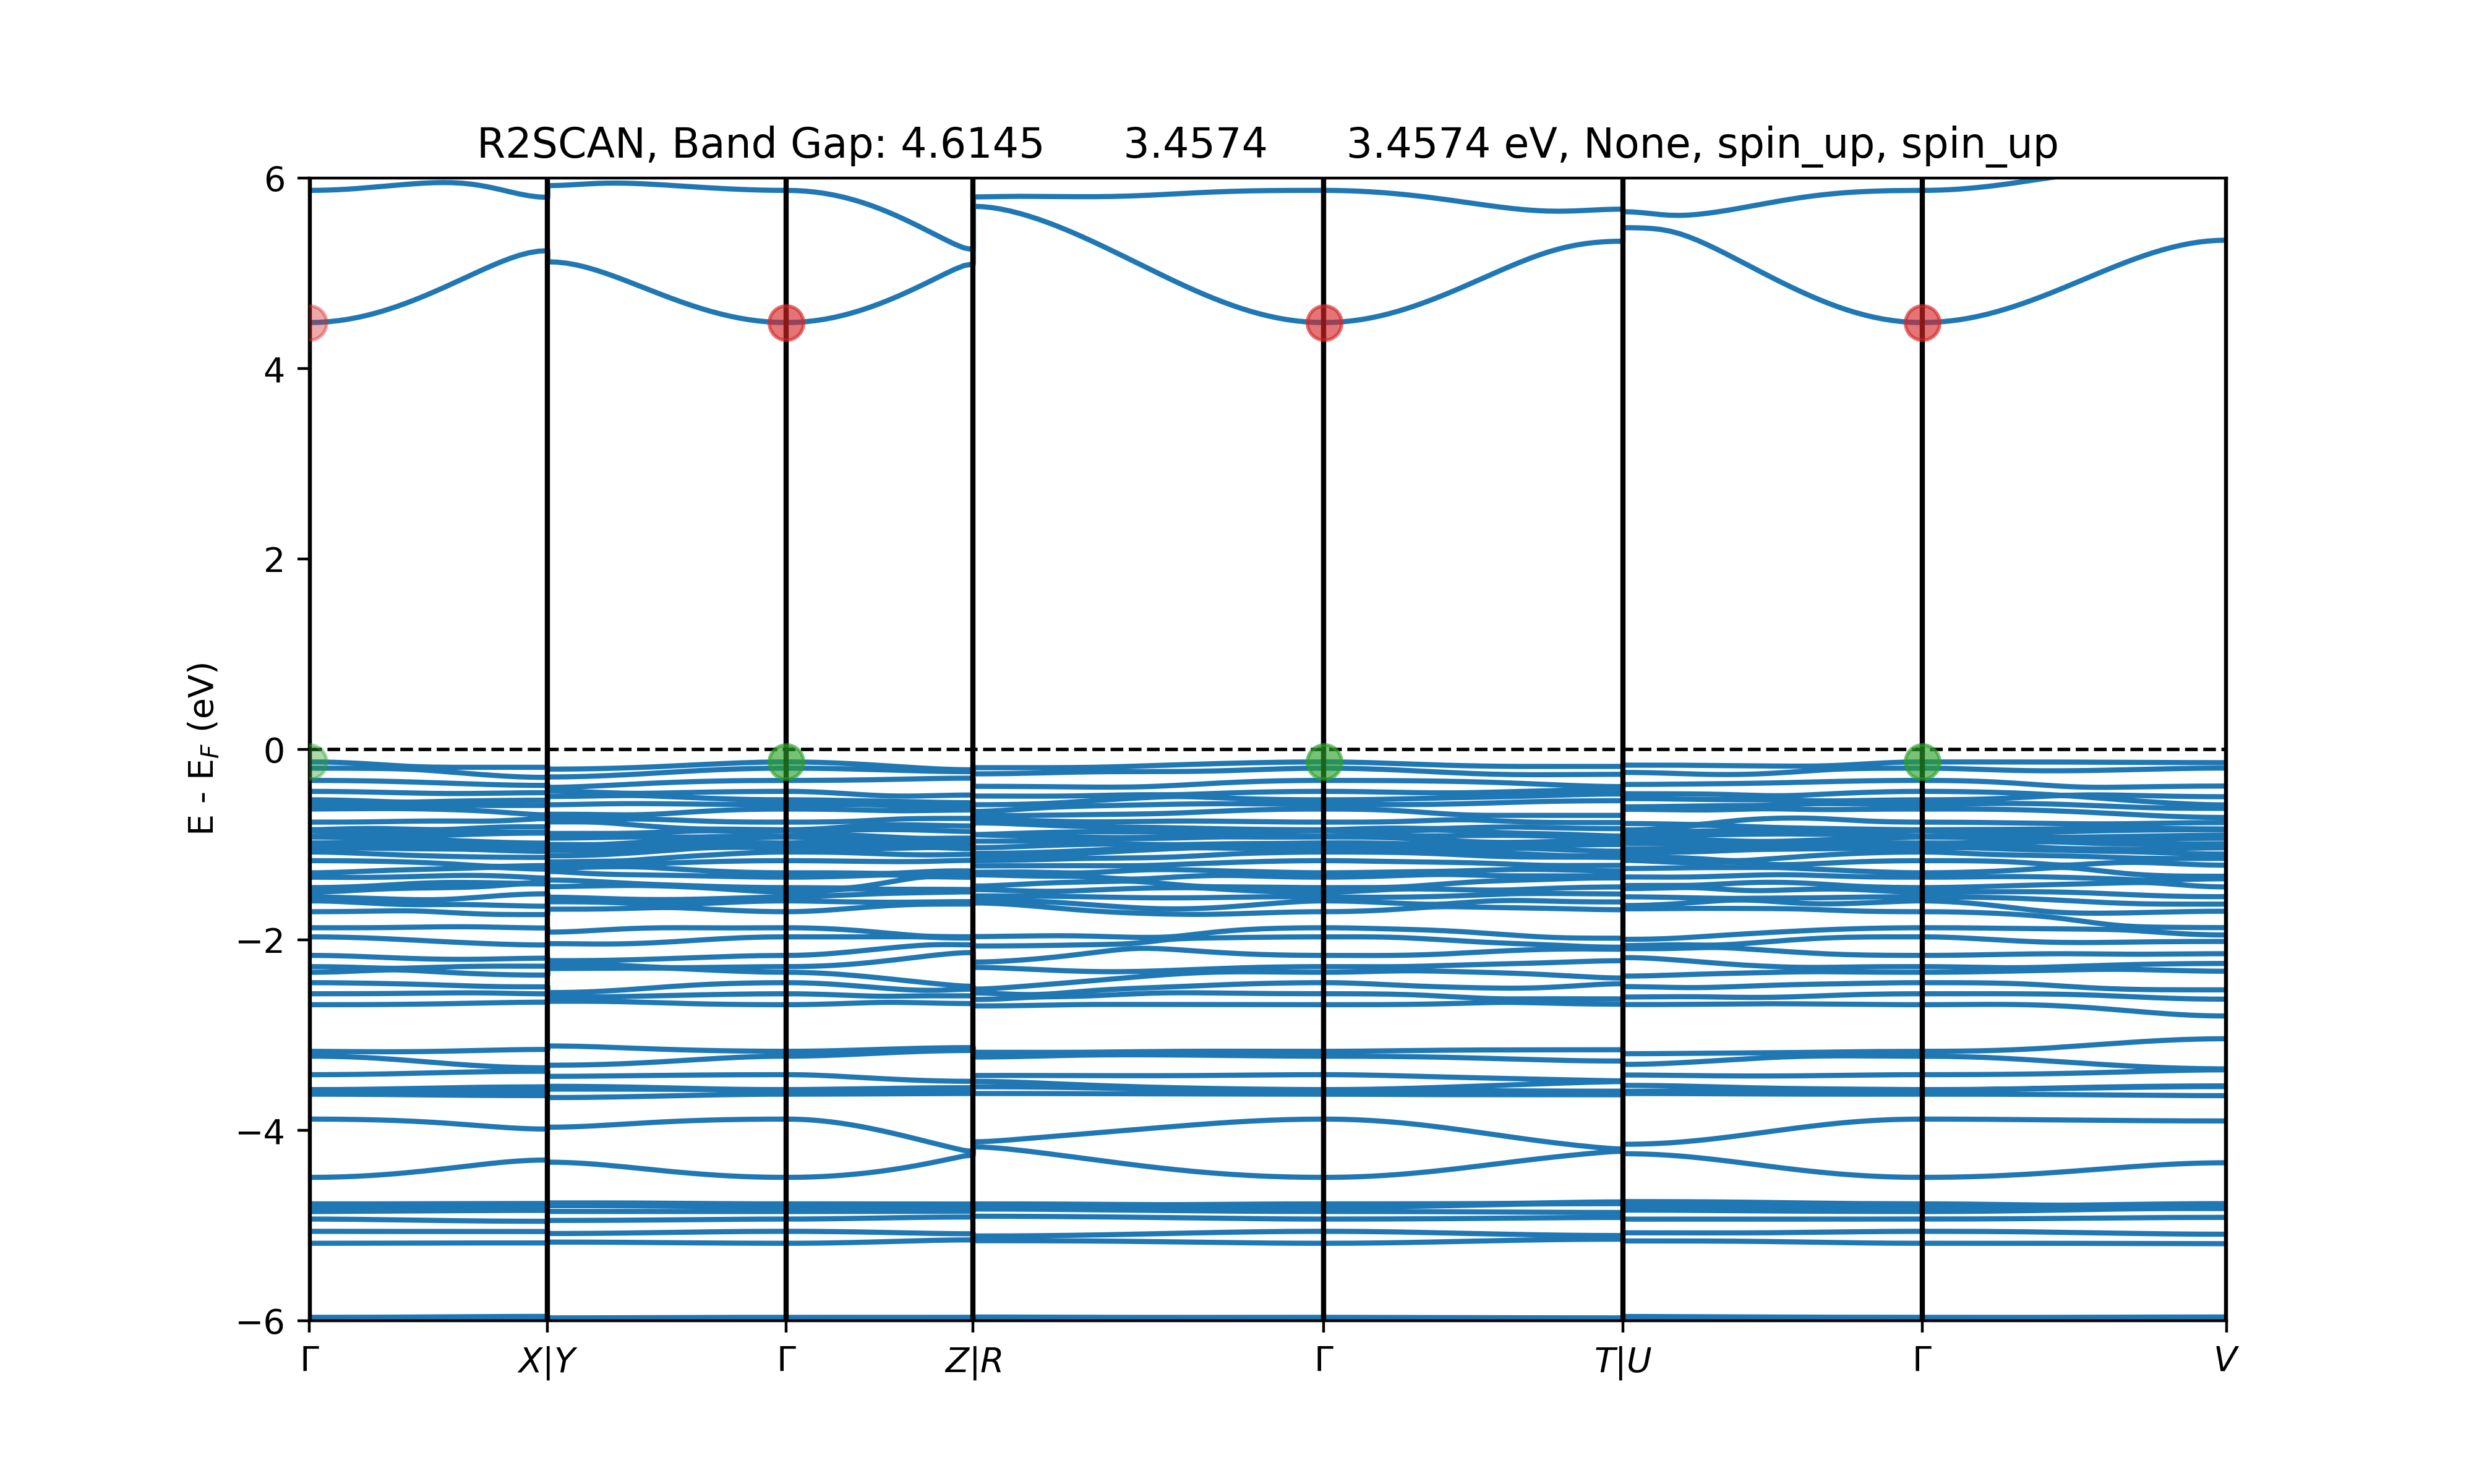 R2SCAN, Band Gap: 4.6145 3.4574 3.4574 eV, None, spin_up, spin_up
E - E_F (eV)
6
4
2
0
−2
−4
−6
Γ X|Y Γ Z|R Γ T|U Γ V